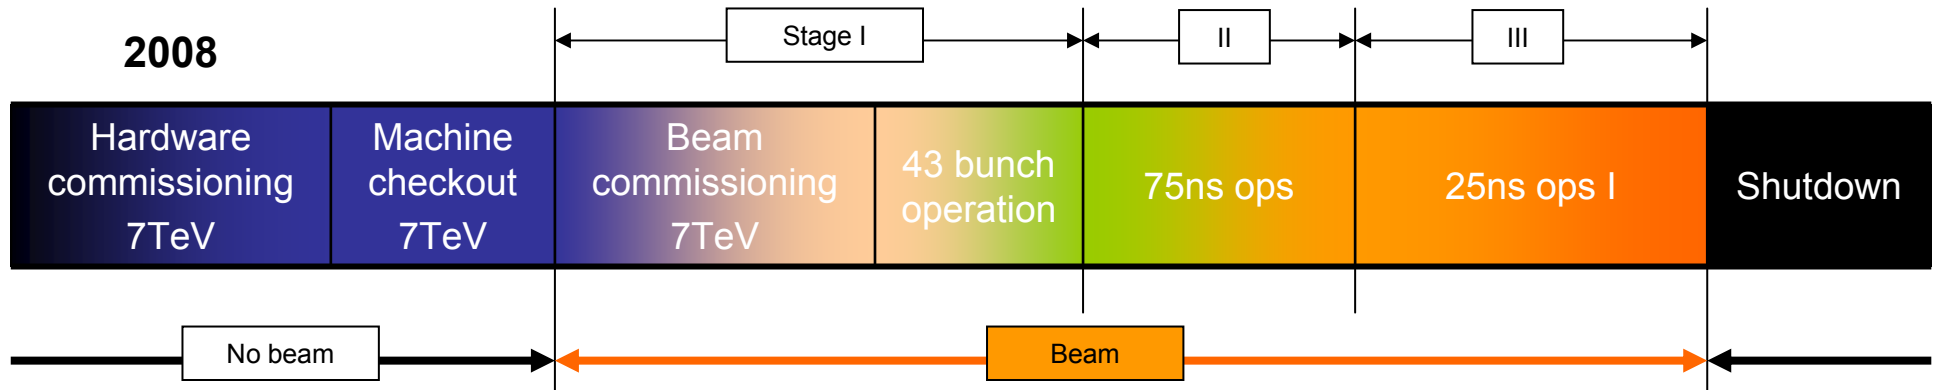 2008
Stage I
II
III
Hardware
commissioning
7TeV
Machine
checkout
7TeV
Beam
commissioning
7TeV
43 bunch
operation
75ns ops
25ns ops I
Shutdown
No beam
Beam